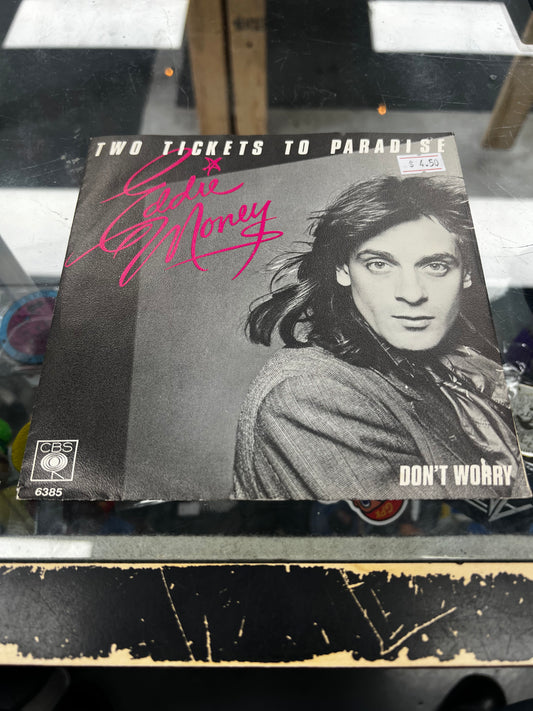 TWO TICKETS TO PARADISE
$ 4.50
Eddie
Money
CBS
6385
DON'T WORRY